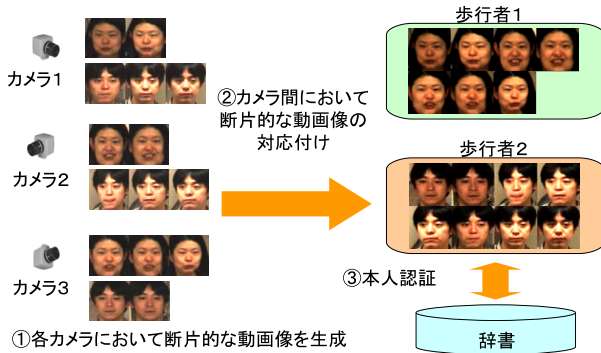 カメラ1
カメラ2
カメラ3
①各カメラにおいて断片的な動画像を生成
②カメラ間において
断片的な動画像の
対応付け
歩行者1
歩行者2
③本人認証
辞書